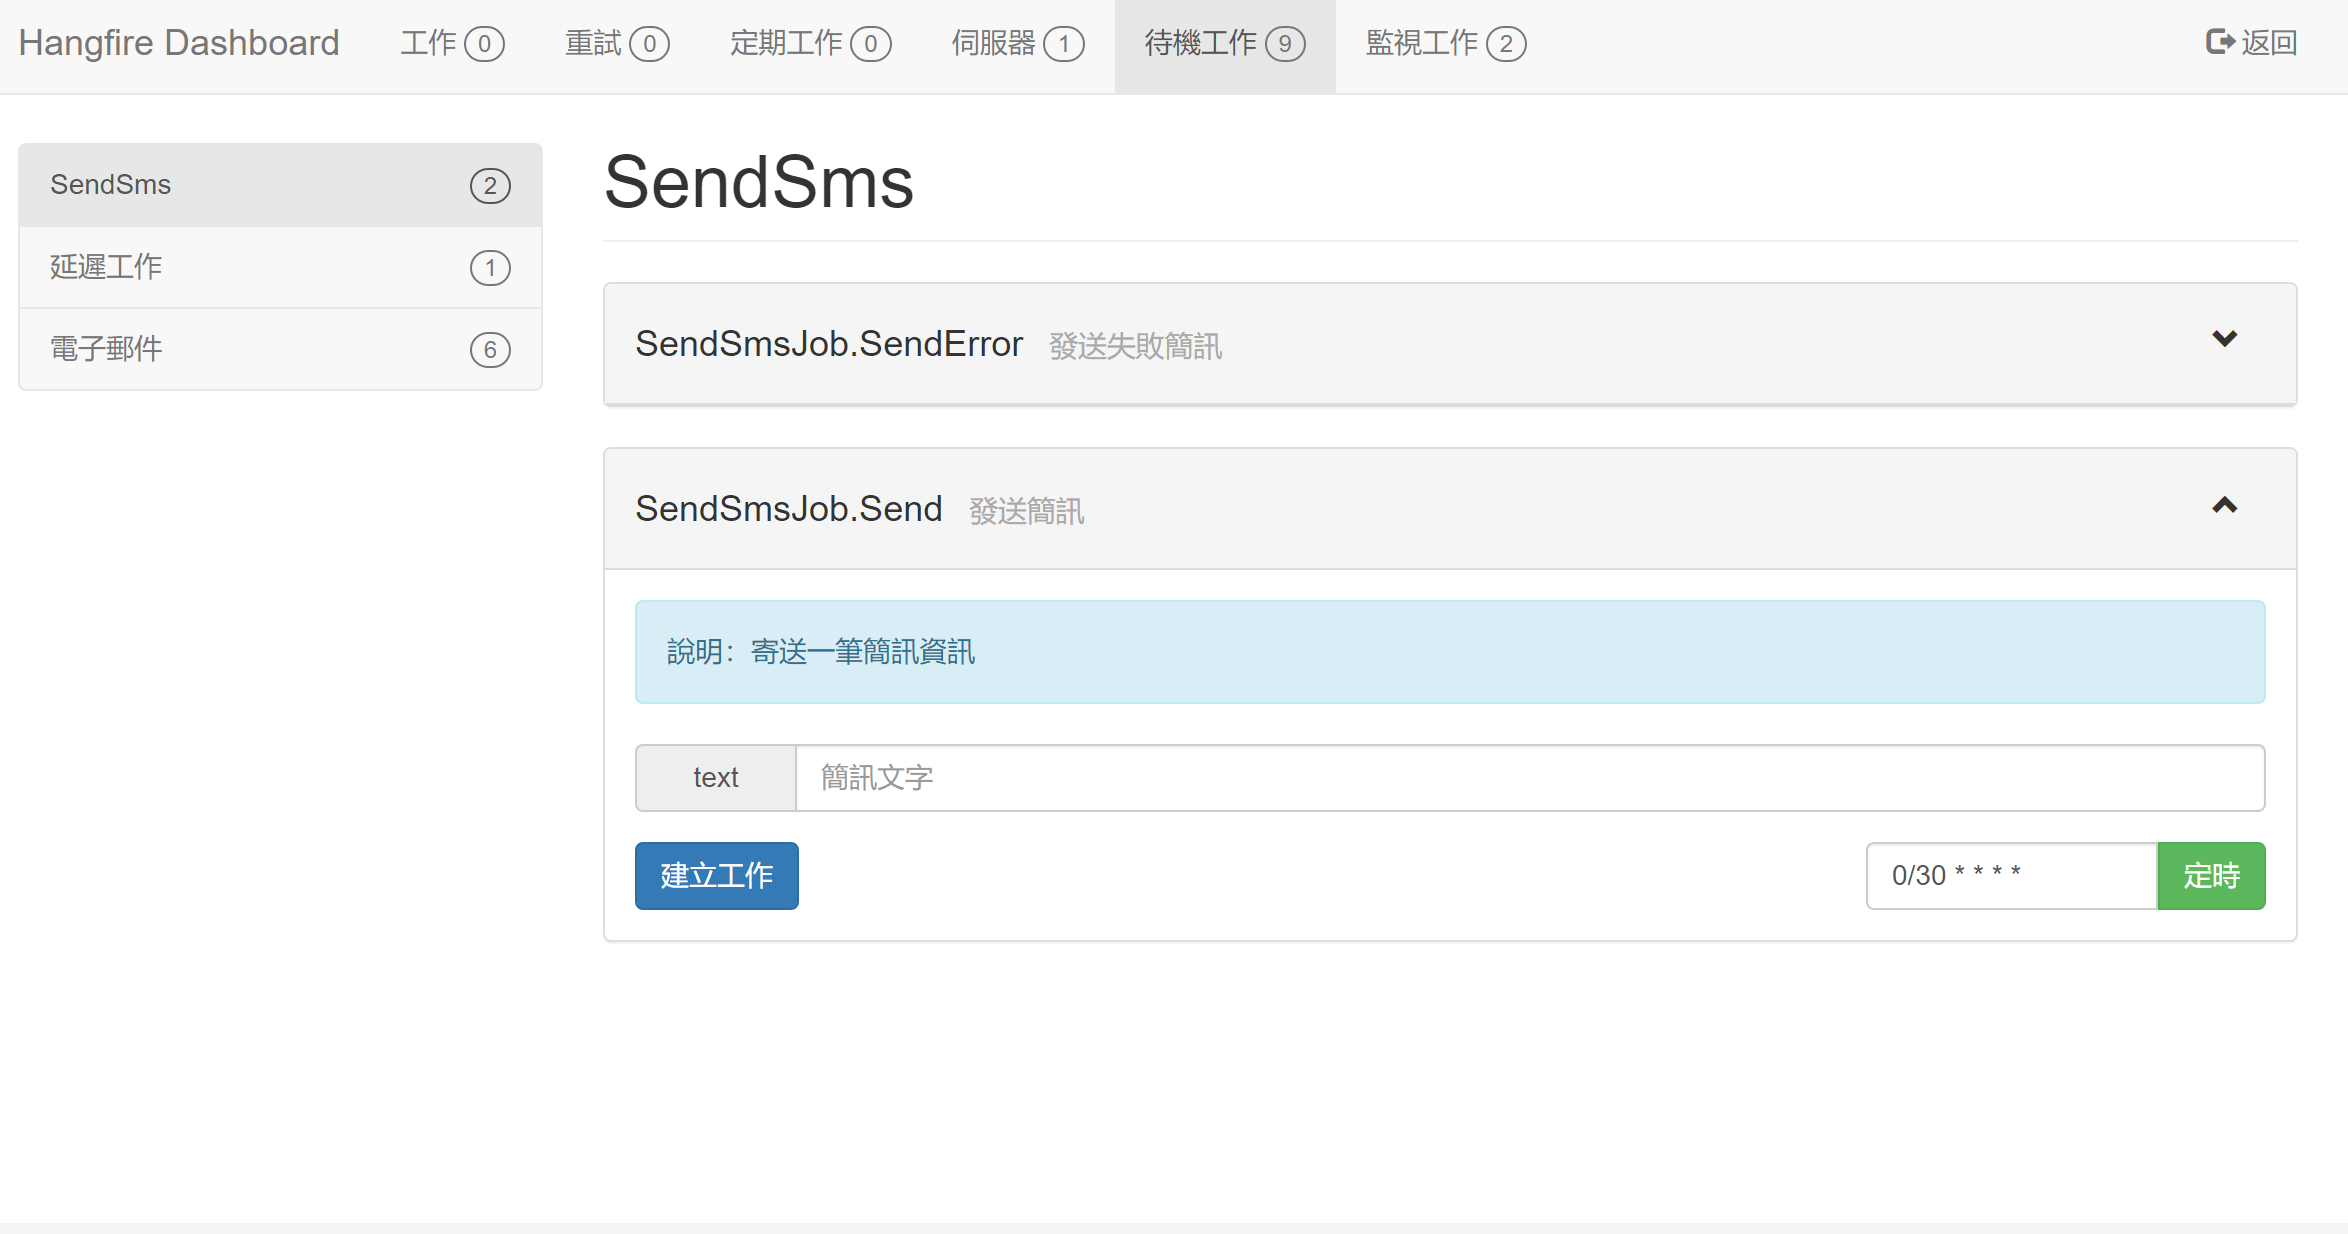 Hangfire Dashboard 工作 0 重試 0 定期工作 0 伺服器 1 待機工作 9 監視工作 2 返回
SendSms 2
延遲工作 1
電子郵件 6
SendSms
SendSmsJob.SendError 發送失敗簡訊
SendSmsJob.Send 發送簡訊
說明：寄送一筆簡訊資訊
text 簡訊文字
建立工作 0/30 * * * * 定時